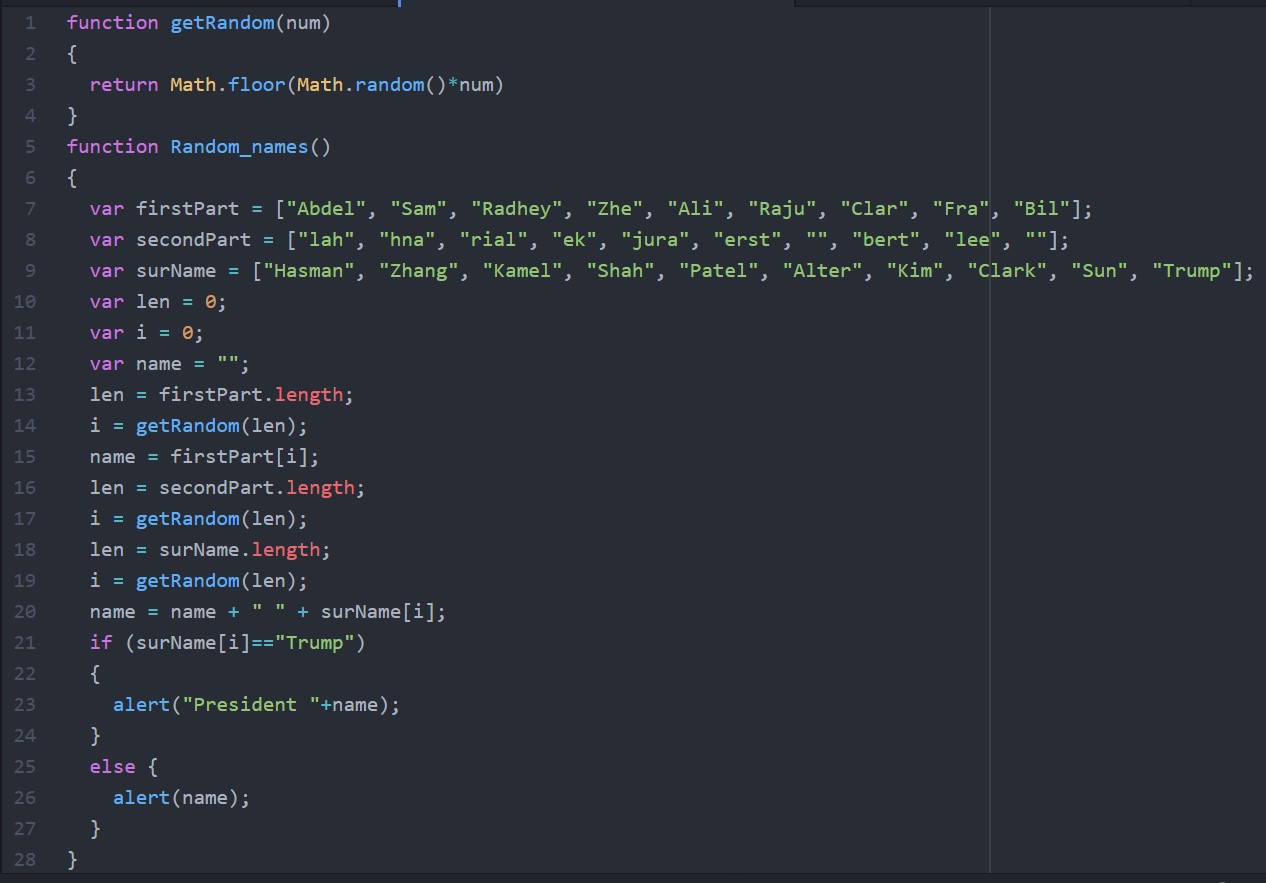 1 function getRandom(num)
2 {
3   return Math.floor(Math.random()*num)
4 }
5 function Random_names()
6 {
7   var firstPart = ["Abdel", "Sam", "Radhey", "Zhe", "Ali", "Raju", "Clar", "Fra", "Bil"];
8   var secondPart = ["lah", "hna", "rial", "ek", "jura", "erst", "", "bert", "lee", ""];
9   var surName = ["Hasman", "Zhang", "Kamel", "Shah", "Patel", "Alter", "Kim", "Clark", "Sun", "Trump"];
10   var len = 0;
11   var i = 0;
12   var name = "";
13   len = firstPart.length;
14   i = getRandom(len);
15   name = firstPart[i];
16   len = secondPart.length;
17   i = getRandom(len);
18   len = surName.length;
19   i = getRandom(len);
20   name = name + " " + surName[i];
21   if (surName[i]=="Trump")
22   {
23     alert("President "+name);
24   }
25   else {
26     alert(name);
27   }
28 }